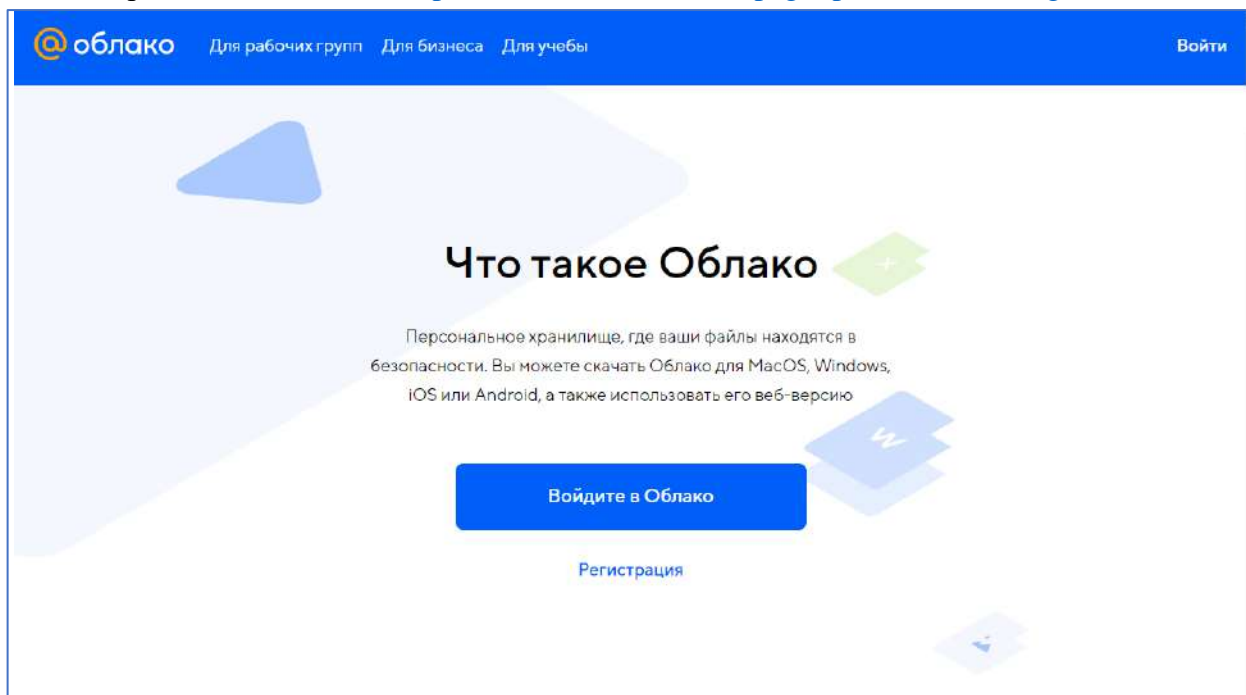 @облако Для рабочих групп Для бизнеса Для учебы Войти
Что такое Облако
Персональное хранилище, где ваши файлы находятся в
безопасности. Вы можете скачать Облако для MacOS, Windows,
iOS или Android, а также использовать его веб-версию
W
Войдите в Облако
Регистрация